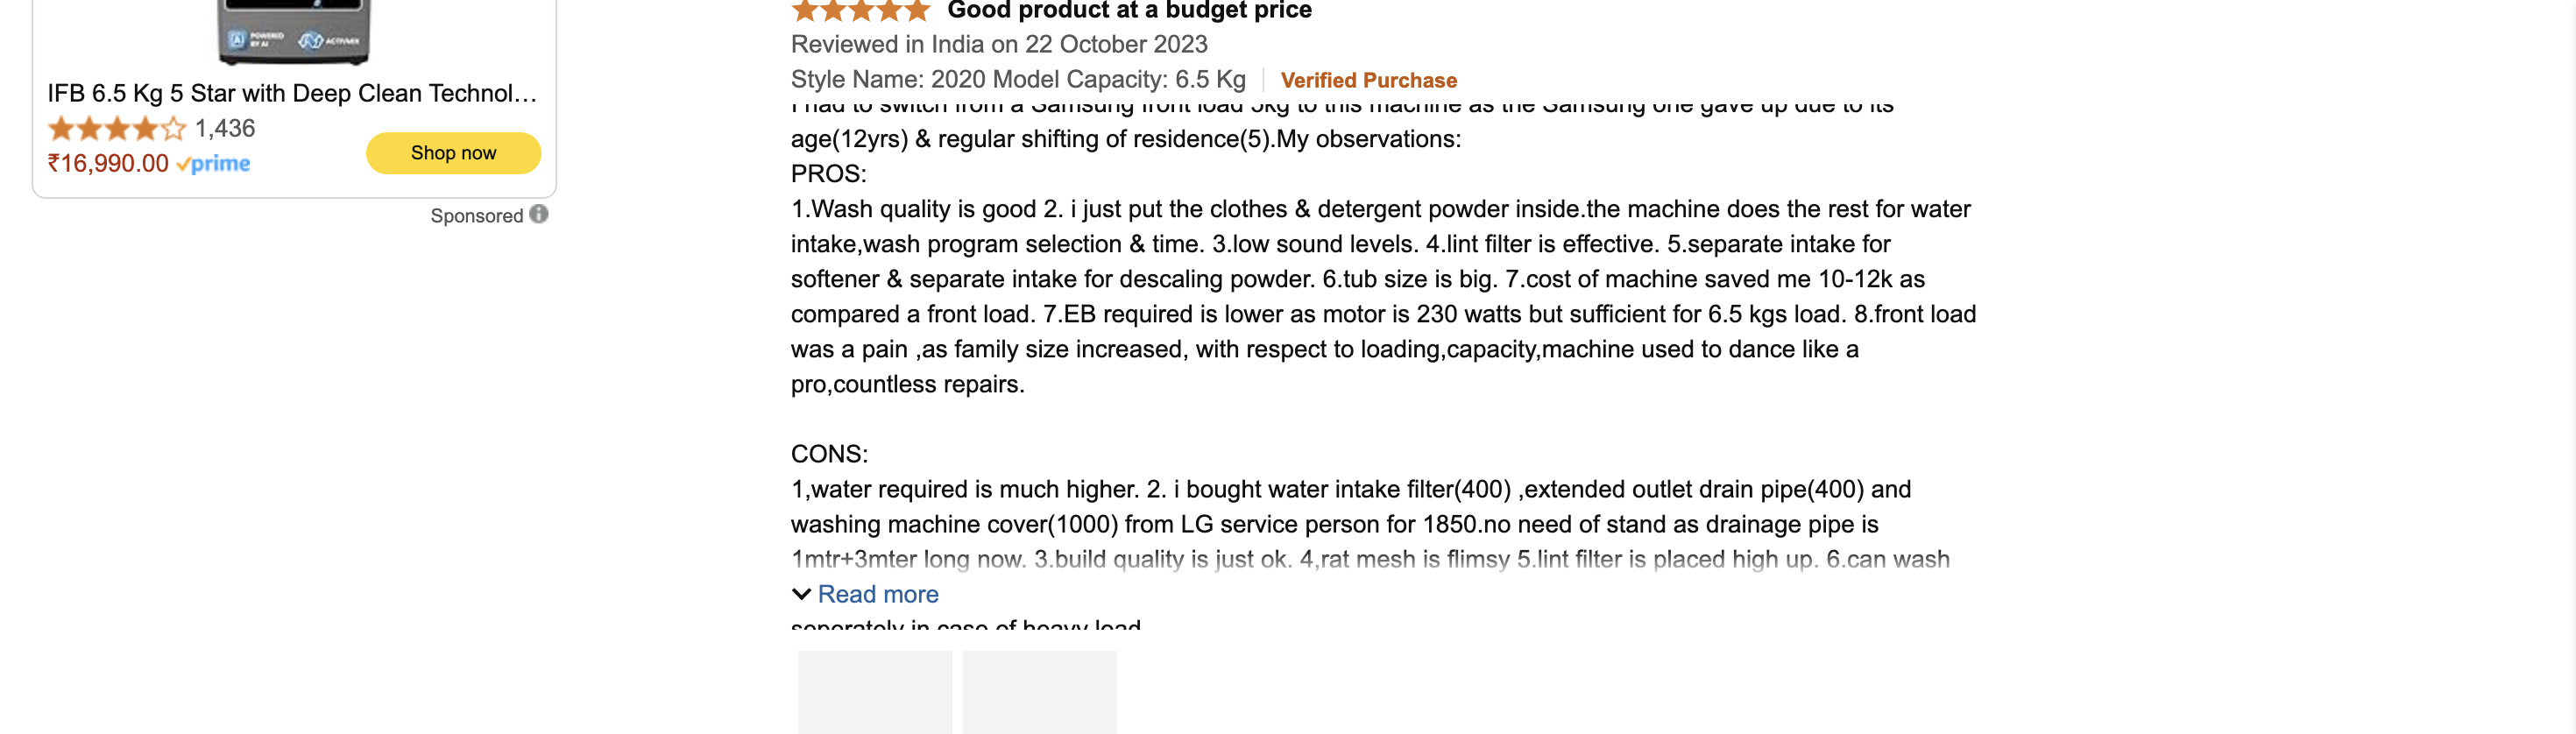 POWERED
BY AI
ACTIVMIX
IFB 6.5 Kg 5 Star with Deep Clean Technol...
1,436
₹16,990.00 prime
Shop now
Sponsored
Good product at a budget price
Reviewed in India on 22 October 2023
Style Name: 2020 Model Capacity: 6.5 Kg Verified Purchase
I had to switch from a Samsung front load 5kg to this machine as the Samsung one gave up due to its
age(12yrs) & regular shifting of residence(5).My observations:
PROS:
1.Wash quality is good 2. i just put the clothes & detergent powder inside.the machine does the rest for water
intake,wash program selection & time. 3.low sound levels. 4.lint filter is effective. 5.separate intake for
softener & separate intake for descaling powder. 6.tub size is big. 7.cost of machine saved me 10-12k as
compared a front load. 7.EB required is lower as motor is 230 watts but sufficient for 6.5 kgs load. 8.front load
was a pain ,as family size increased, with respect to loading,capacity,machine used to dance like a
pro,countless repairs.
CONS:
1,water required is much higher. 2. i bought water intake filter(400) ,extended outlet drain pipe(400) and
washing machine cover(1000) from LG service person for 1850.no need of stand as drainage pipe is
1mtr+3mter long now. 3.build quality is just ok. 4,rat mesh is flimsy 5.lint filter is placed high up. 6.can wash
Read more
seperately in case of heavy load